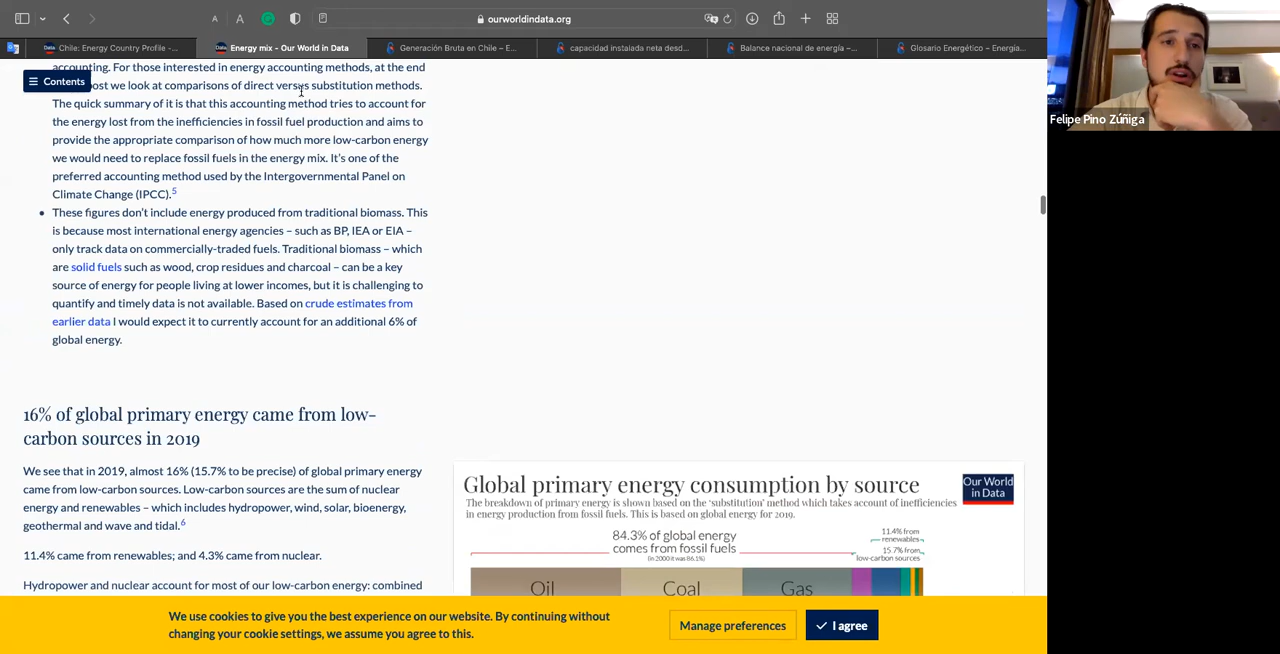 A A ourworldindata.org
Chile: Energy Country Profile -...
Energy mix - Our World in Data
Generación Bruta en Chile – E...
capacidad instalada neta desd...
Balance nacional de energía –...
Glosario Energético – Energía...
Contents
accounting. For those interested in energy accounting methods, at the end
ost we look at comparisons of direct versus substitution methods.
The quick summary of it is that this accounting method tries to account for
the energy lost from the inefficiencies in fossil fuel production and aims to
provide the appropriate comparison of how much more low-carbon energy
we would need to replace fossil fuels in the energy mix. It's one of the
preferred accounting method used by the Intergovernmental Panel on
Climate Change (IPCC).5
• These figures don't include energy produced from traditional biomass. This
is because most international energy agencies – such as BP, IEA or EIA –
only track data on commercially-traded fuels. Traditional biomass – which
are solid fuels such as wood, crop residues and charcoal – can be a key
source of energy for people living at lower incomes, but it is challenging to
quantify and timely data is not available. Based on crude estimates from
earlier data I would expect it to currently account for an additional 6% of
global energy.
16% of global primary energy came from low-
carbon sources in 2019
We see that in 2019, almost 16% (15.7% to be precise) of global primary energy
came from low-carbon sources. Low-carbon sources are the sum of nuclear
energy and renewables – which includes hydropower, wind, solar, bioenergy,
geothermal and wave and tidal.6
11.4% came from renewables; and 4.3% came from nuclear.
Hydropower and nuclear account for most of our low-carbon energy: combined
Global primary energy consumption by source
Our World
in Data
The breakdown of primary energy is shown based on the 'substitution' method which takes account of inefficiencies
in energy production from fossil fuels. This is based on global energy for 2019.
84.3% of global energy
comes from fossil fuels
(in 2000 it was 86.1%)
11.4% from
renewables
15.7% from
low-carbon sources
Oil
Coal
Gas
We use cookies to give you the best experience on our website. By continuing without
changing your cookie settings, we assume you agree to this.
Manage preferences
I agree
Felipe Pino Zúñiga